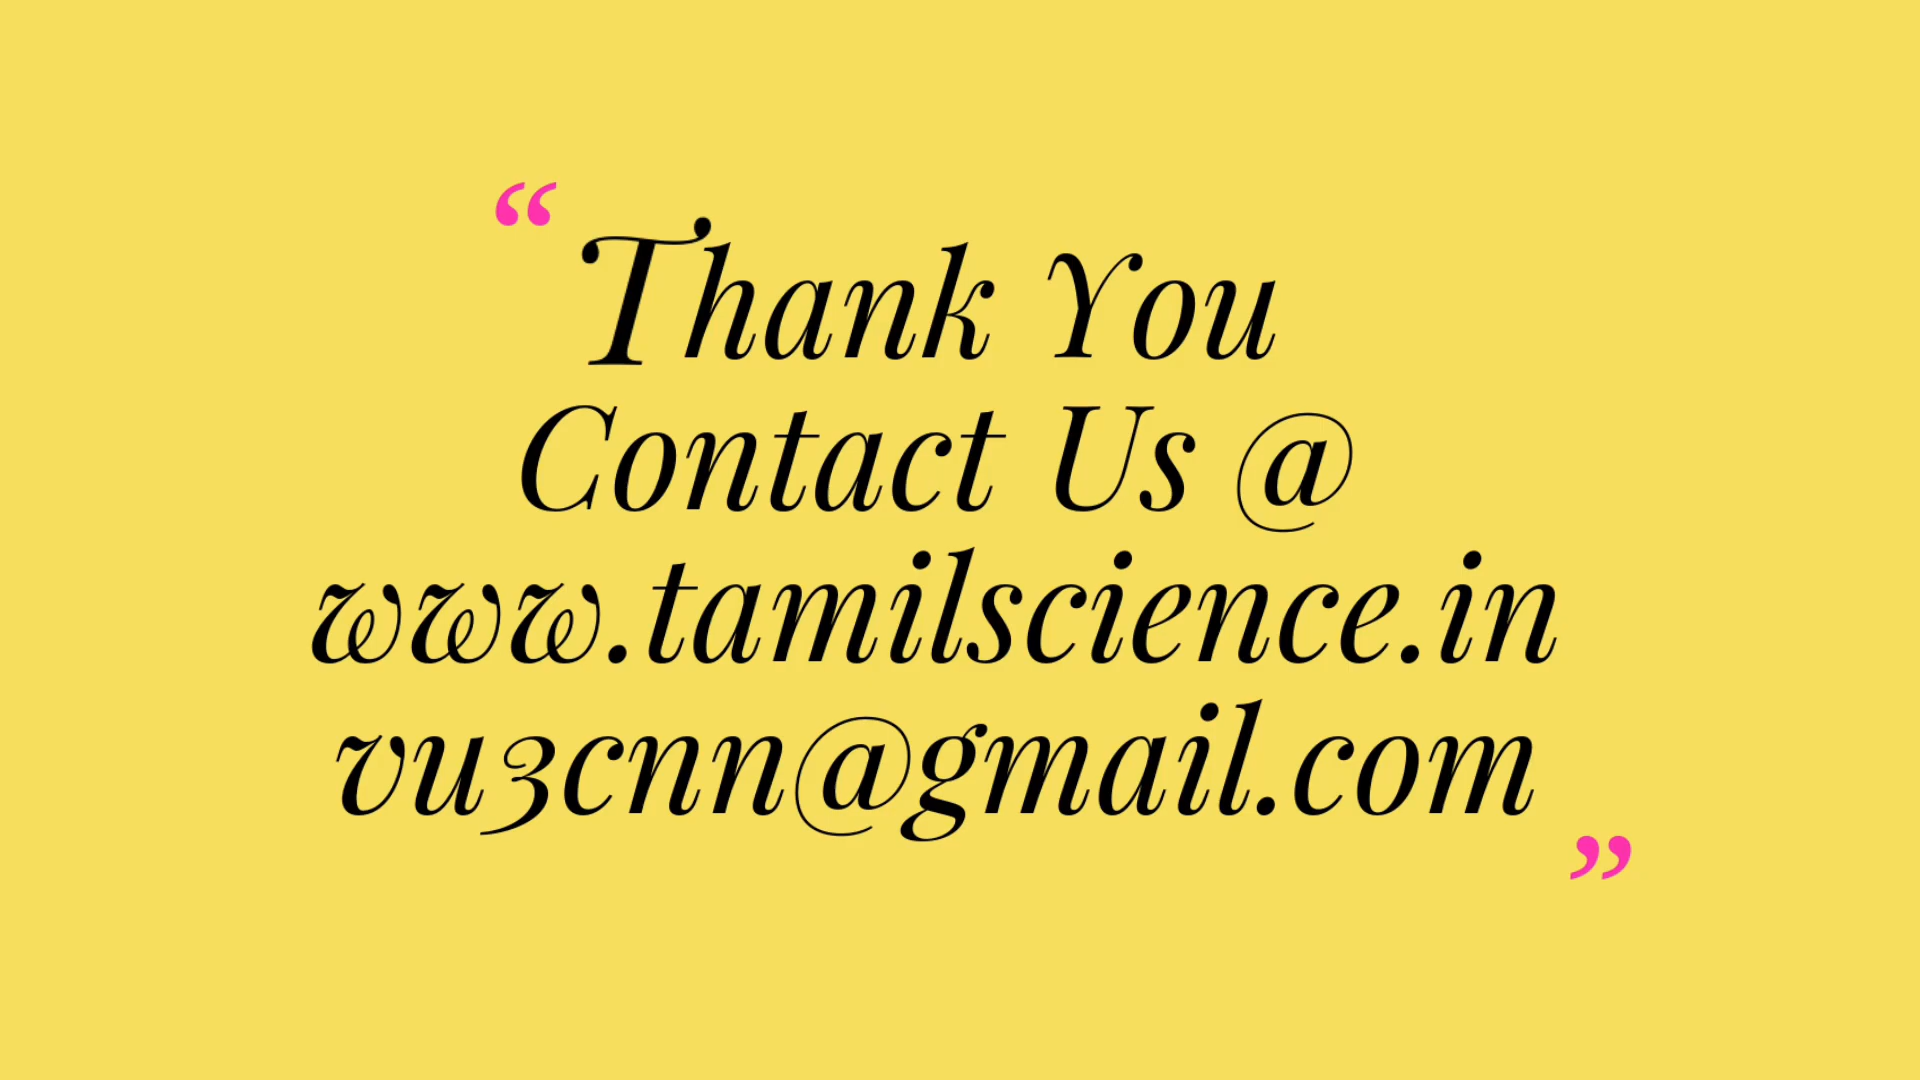 “Thank You
Contact Us @
www.tamilscience.in
vu3cnn@gmail.com”